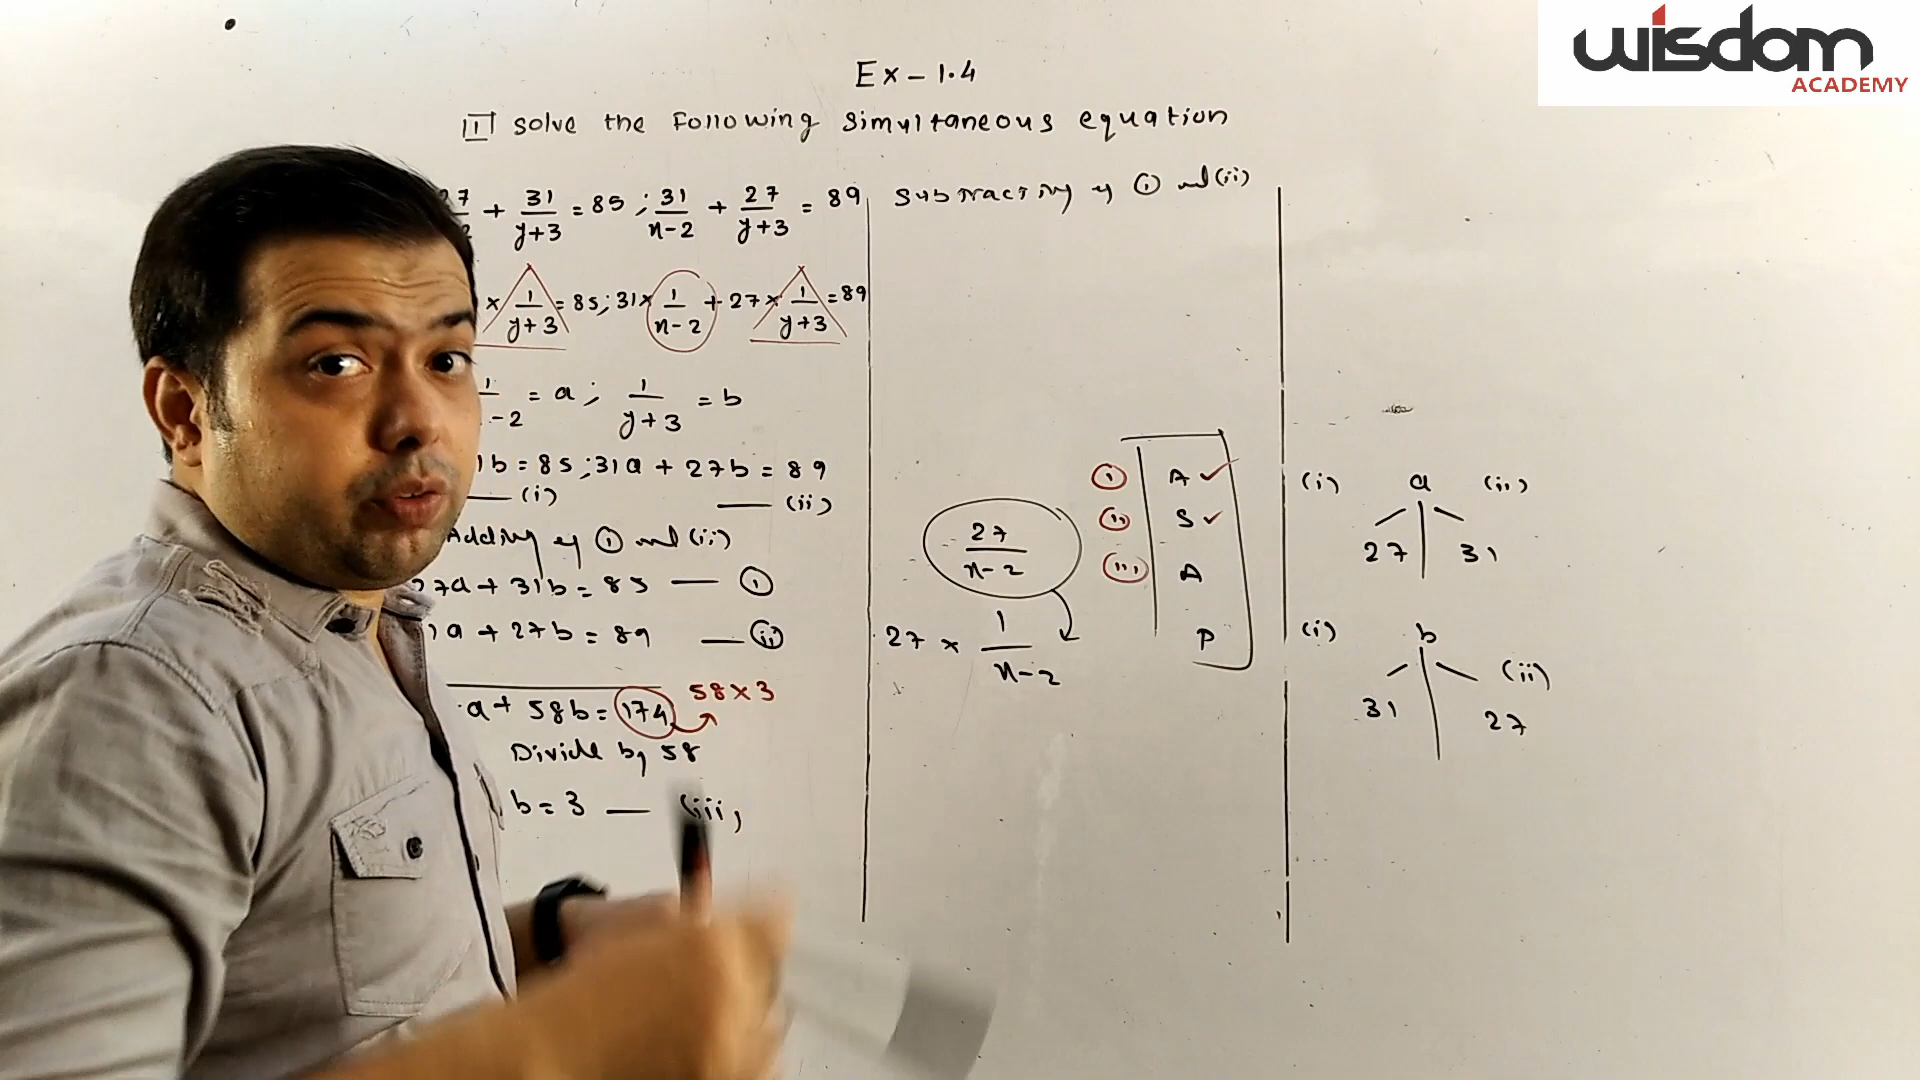 wisdom
ACADEMY
Ex - 1.4
II solve the Following Simultaneous equation
27 + 31/y+3 = 85 ; 31/x-2 + 27/y+3 = 89
× 1/y+3 = 85 ; 31 × 1/x-2 + 27 × 1/y+3 = 89
1/-2 = a ; 1/y+3 = b
1b = 85 ; 31a + 27b = 89
(i) (ii)
Adding of (i) and (ii)
7a + 31b = 85 — (i)
a + 27b = 89 — (ii)
a + 58b = 174 58 × 3
Divide by 58
b = 3 — (iii)
Subtracting of (i) and (ii)
27/x-2
27 × 1/x-2
(i) A ✓
(ii) S ✓
(iii) A
P
(i) a (ii)
27 | 31
(i) b (ii)
31 | 27